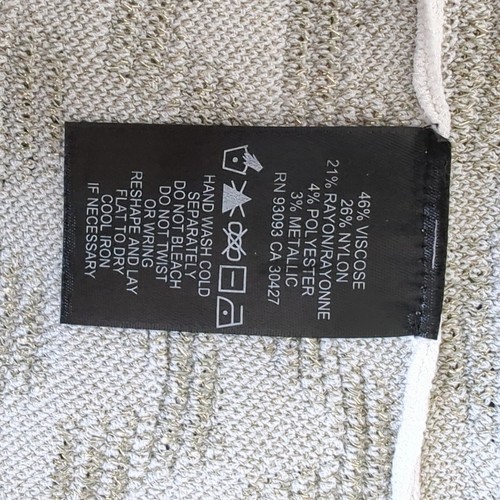 46% VISCOSE
26% NYLON
21% RAYON/RAYONNE
4% POLYESTER
3% METALLIC
RN 93093 CA 30427
HAND WASH COLD
SEPARATELY
DO NOT BLEACH
DO NOT TWIST
OR WRING
RESHAPE AND LAY
FLAT TO DRY
COOL IRON
IF NECESSARY